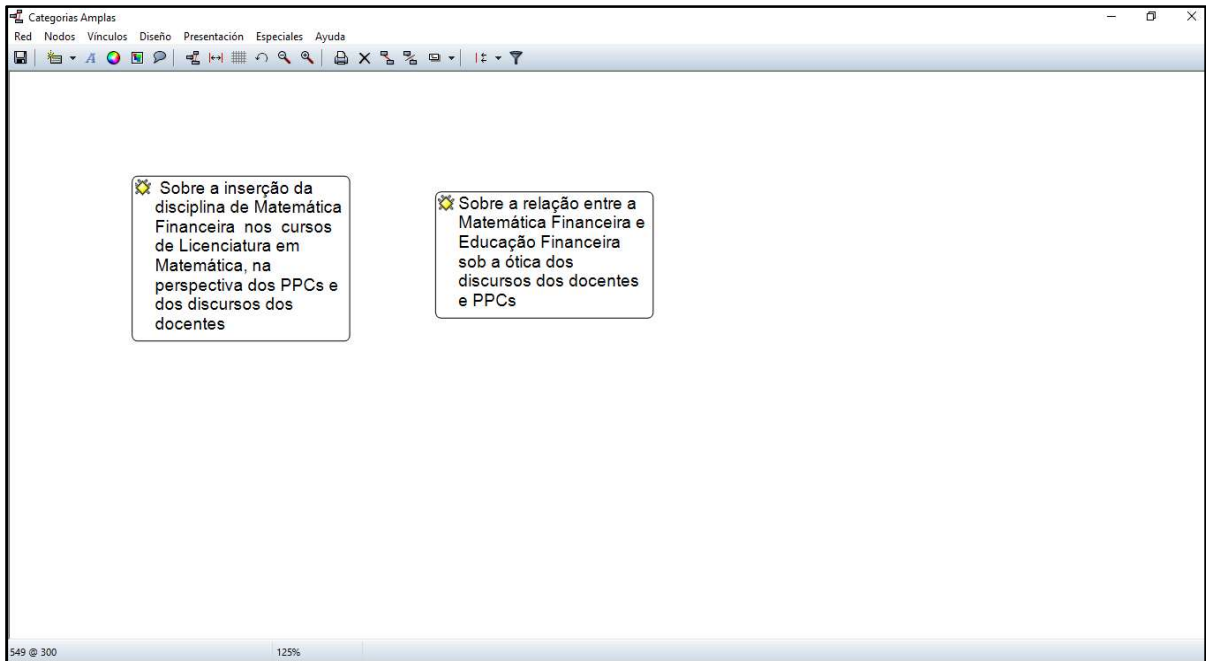 Categorias Amplas
Red Nodos Vínculos Diseño Presentación Especiales Ayuda
Sobre a inserção da
disciplina de Matemática
Financeira nos cursos
de Licenciatura em
Matemática, na
perspectiva dos PPCs e
dos discursos dos
docentes
Sobre a relação entre a
Matemática Financeira e
Educação Financeira
sob a ótica dos
discursos dos docentes
e PPCs
549 @ 300
125%